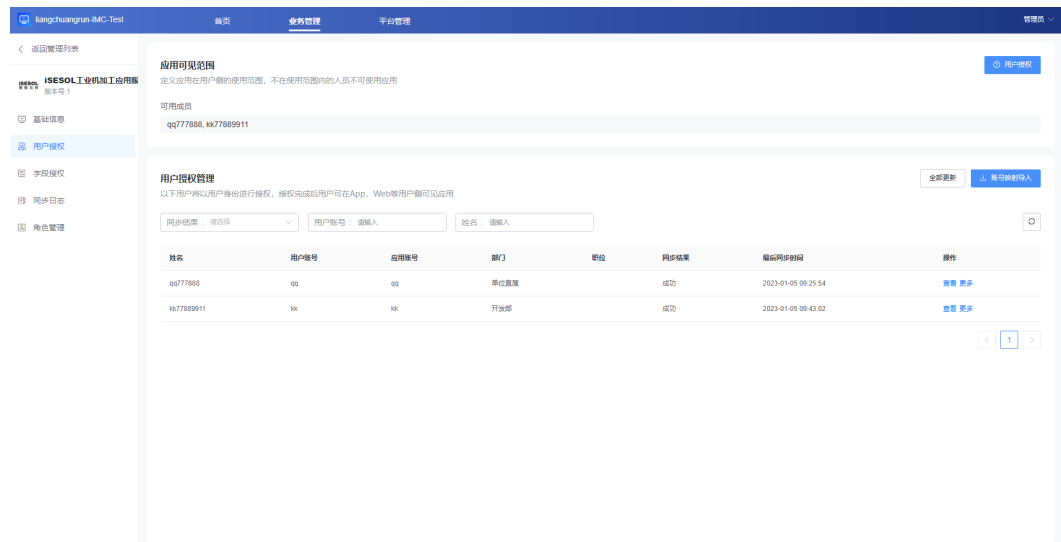 liangchuangrun-IMC-Test 首页 业务管理 平台管理 管理员
返回管理列表
iSESOL工业机加工应用服
版本号:1
基础信息
用户授权
字段授权
同步日志
角色管理
应用可见范围 用户授权
定义应用在用户侧的使用范围，不在使用范围内的人员不可使用应用
可用成员
qq777888, kk77889911
用户授权管理 全部更新 账号映射导入
以下用户将以用户身份进行授权，授权完成后用户可在App，Web等用户侧可见应用
同步结果： 请选择 用户账号： 请输入 姓名： 请输入
姓名 用户账号 应用账号 部门 职位 同步结果 最后同步时间 操作
qq777888 qq qq 单位直属 成功 2023-01-05 09:25:54 查看 更多
kk77889911 kk kk 开发部 成功 2023-01-05 09:43:02 查看 更多
< 1 >